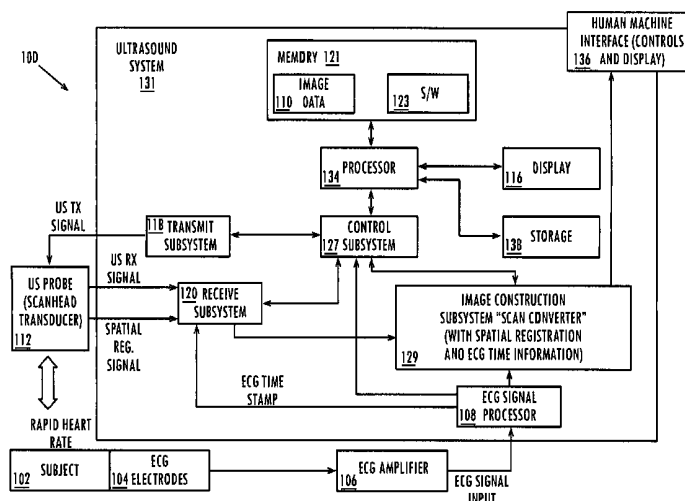 10D
ULTRASOUND
SYSTEM
131
MEMORY 121
IMAGE
110 DATA
S/W
123
HUMAN MACHINE
INTERFACE (CONTROLS
136 AND DISPLAY)
PROCESSOR
134
DISPLAY
116
US TX
SIGNAL
118 TRANSMIT
SUBSYSTEM
CONTROL
127 SUBSYSTEM
STORAGE
138
US RX
SIGNAL
US PROBE
(SCANHEAD
TRANSDUCER)
112
120 RECEIVE
SUBSYSTEM
SPATIAL
REG.
SIGNAL
IMAGE CONSTRUCTION
SUBSYSTEM "SCAN CONVERTER"
(WITH SPATIAL REGISTRATION
AND ECG TIME INFORMATION)
129
ECG TIME
STAMP
ECG SIGNAL
PROCESSOR
108
RAPID HEART
RATE
SUBJECT
102
ECG
104 ELECTRODES
ECG AMPLIFIER
106
ECG SIGNAL
INPUT